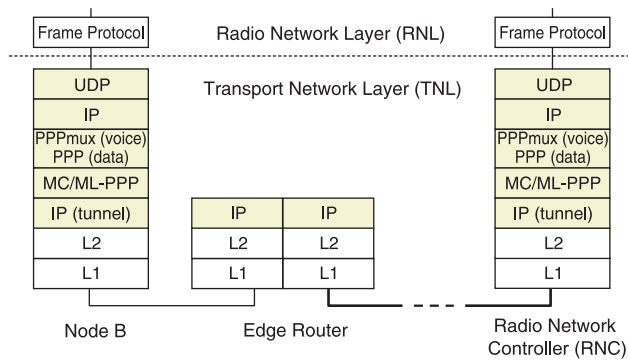 Frame Protocol
Radio Network Layer (RNL)
Frame Protocol
Transport Network Layer (TNL)
UDP
IP
PPPmux (voice)
PPP (data)
MC/ML-PPP
IP (tunnel)
L2
L1
IP
IP
L2
L2
L1
L1
UDP
IP
PPPmux (voice)
PPP (data)
MC/ML-PPP
IP (tunnel)
L2
L1
Node B
Edge Router
Radio Network
Controller (RNC)